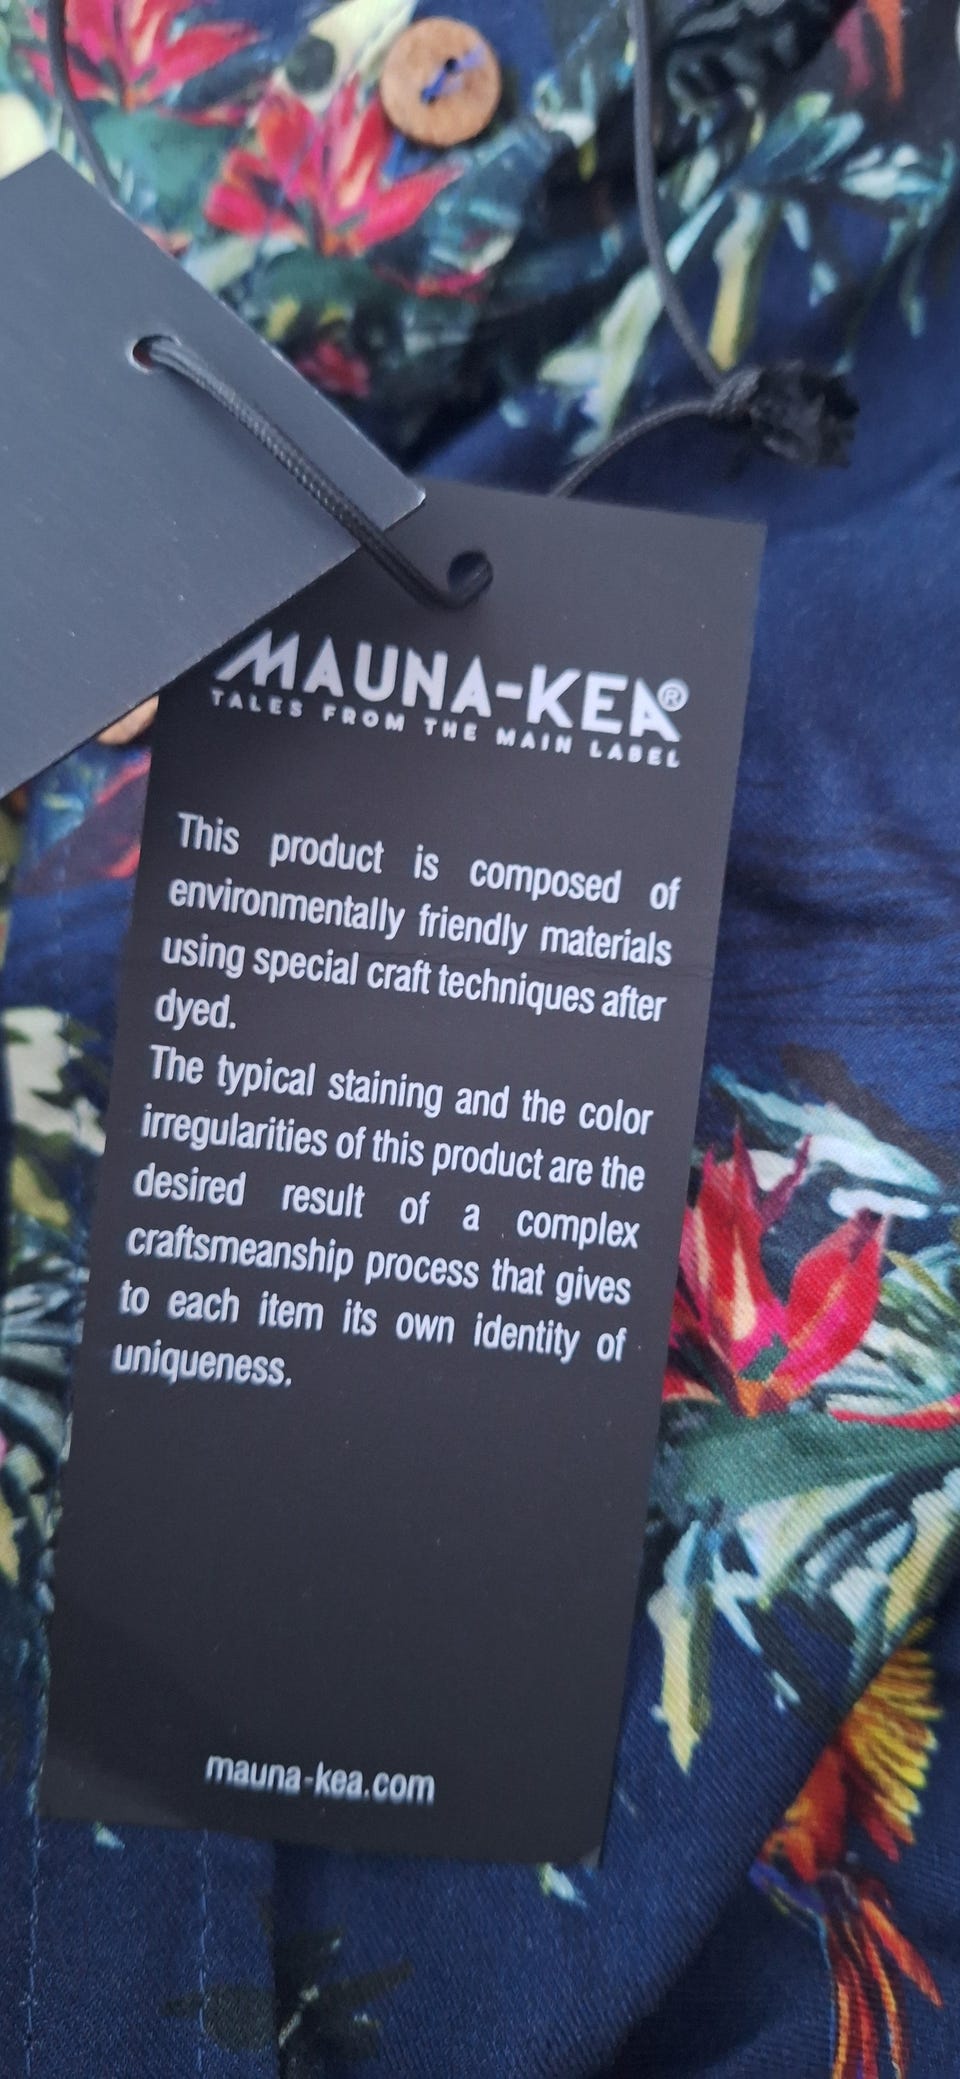 MAUNA-KEA®
TALES FROM THE MAIN LABEL
This product is composed of
environmentally friendly materials
using special craft techniques after
dyed.
The typical staining and the color
irregularities of this product are the
desired result of a complex
craftsmeanship process that gives
to each item its own identity of
uniqueness.
mauna-kea.com